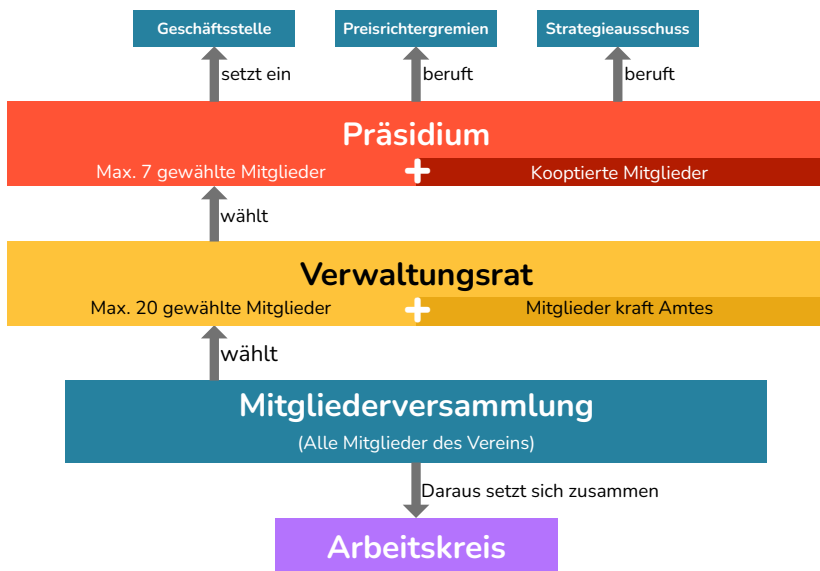 Geschäftsstelle
Preisrichtergremien
Strategieausschuss
setzt ein
beruft
beruft
Präsidium
Max. 7 gewählte Mitglieder
Kooptierte Mitglieder
wählt
Verwaltungsrat
Max. 20 gewählte Mitglieder
Mitglieder kraft Amtes
wählt
Mitgliederversammlung
(Alle Mitglieder des Vereins)
Daraus setzt sich zusammen
Arbeitskreis